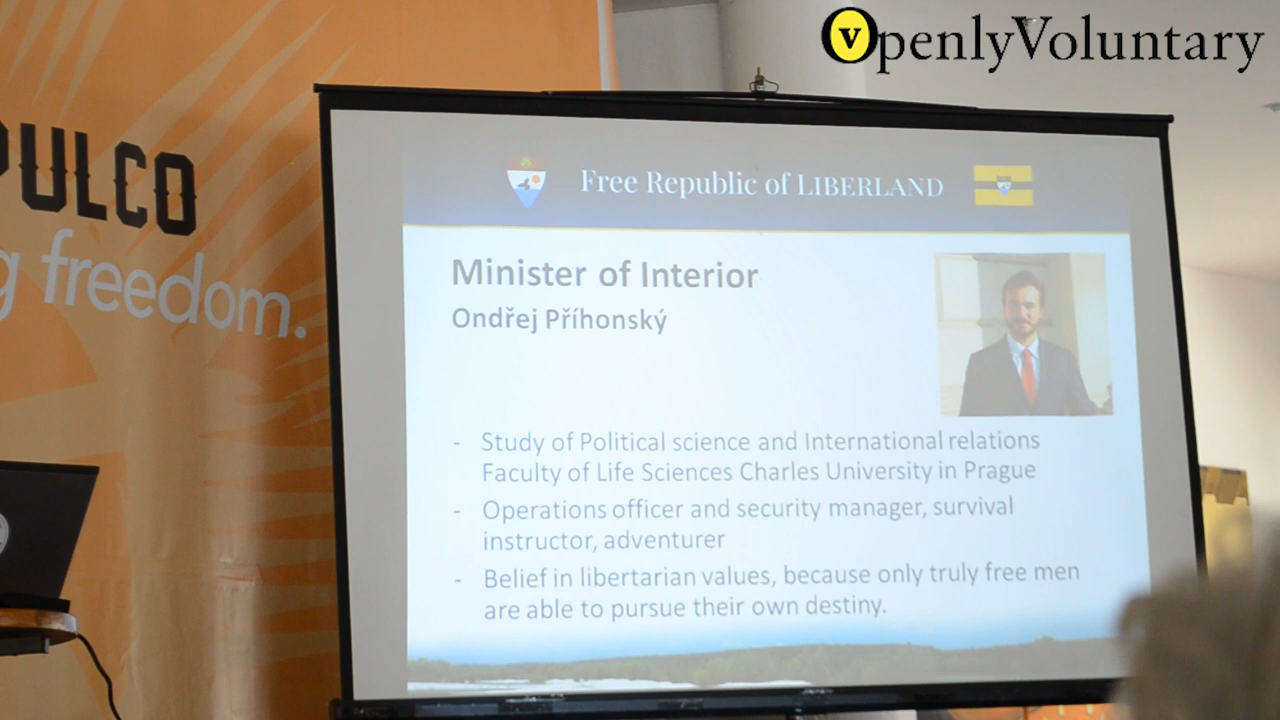 OpenlyVoluntary
PULCO
g freedom.
Free Republic of LIBERLAND
Minister of Interior
Ondřej Příhonský
- Study of Political science and International relations
Faculty of Life Sciences Charles University in Prague
- Operations officer and security manager, survival
instructor, adventurer
- Belief in libertarian values, because only truly free men
are able to pursue their own destiny.